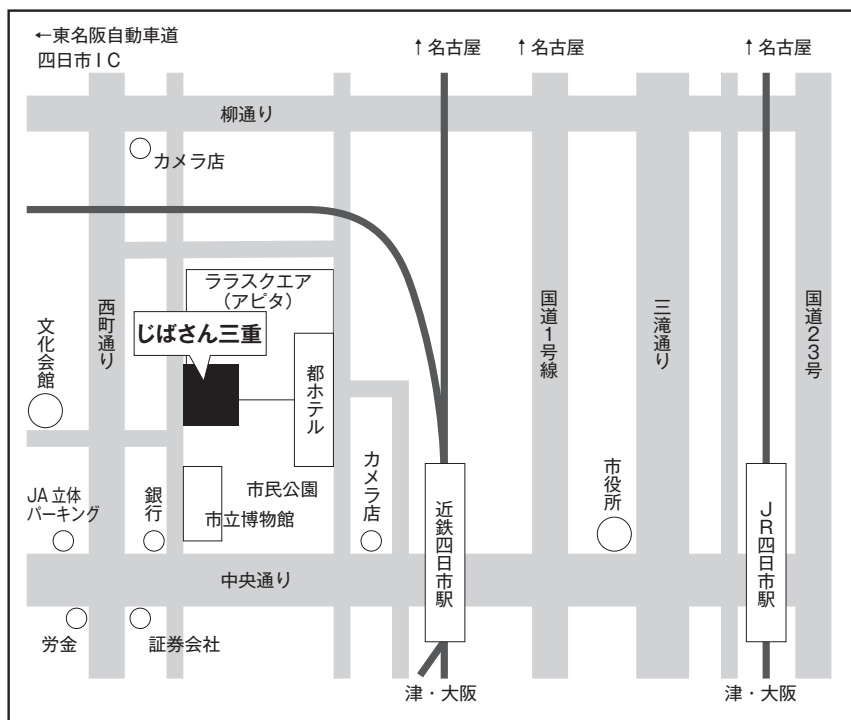 ←東名阪自動車道
四日市IC
↑名古屋
↑名古屋
↑名古屋
柳通り
カメラ店
ララスクエア
(アピタ)
じばさん三重
文化会館
西町通り
都ホテル
国道1号線
三滝通り
国道23号
JA立体
パーキング
銀行
市民公園
市立博物館
カメラ店
近鉄四日市駅
市役所
JR四日市駅
中央通り
労金
証券会社
津・大阪
津・大阪